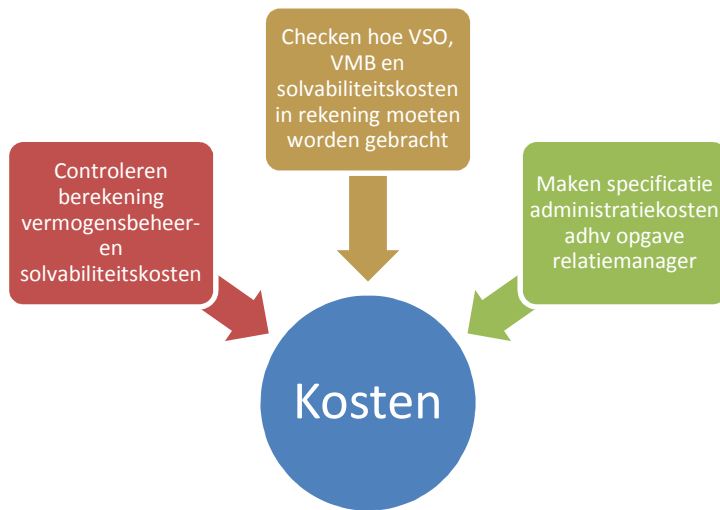 Controleren
berekening
vermogensbeheer-
en
solvabiliteitskosten
Checken hoe VSO,
VMB en
solvabiliteitskosten
in rekening moeten
worden gebracht
Maken specificatie
administratiekosten
adhv opgave
relatiemanager
Kosten